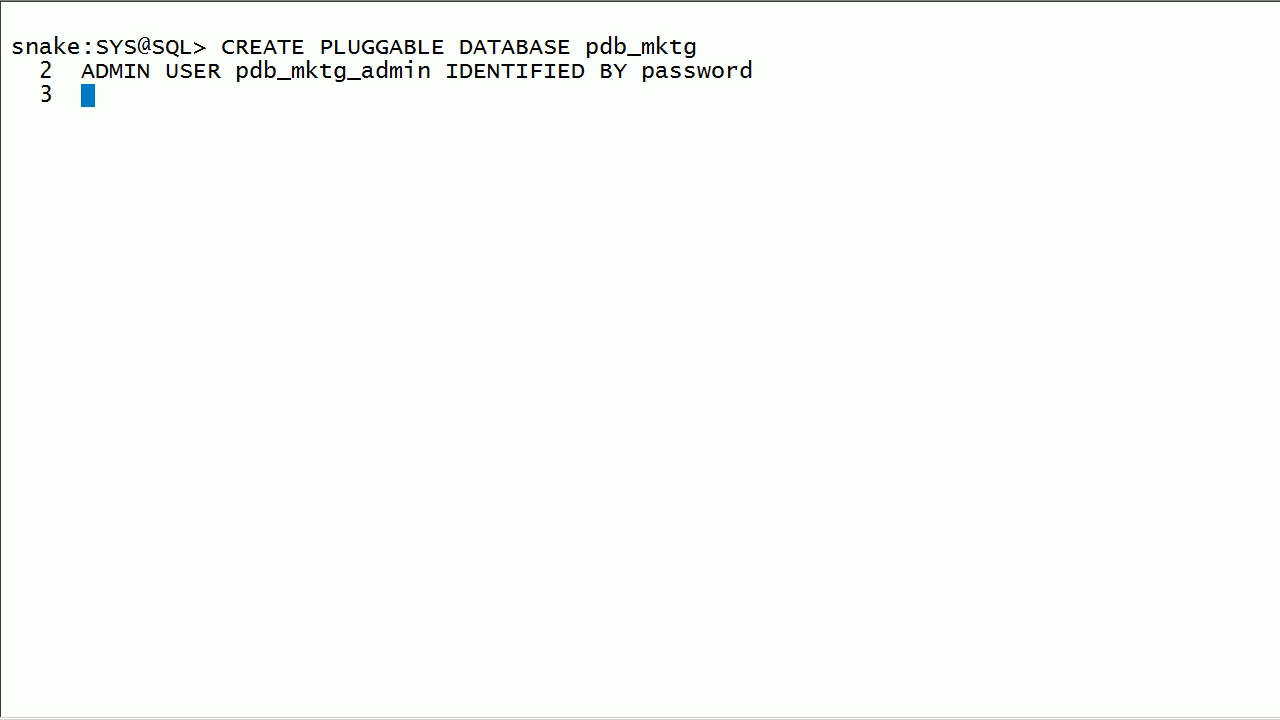 snake:SYS@SQL> CREATE PLUGGABLE DATABASE pdb_mktg
2 ADMIN USER pdb_mktg_admin IDENTIFIED BY password
3